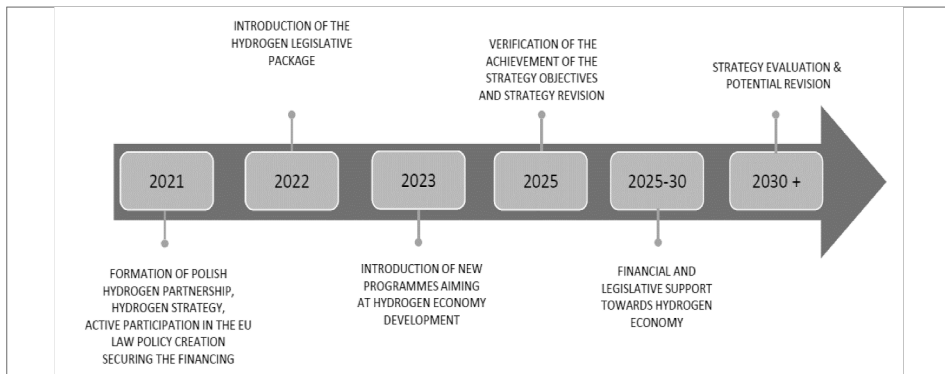 INTRODUCTION OF THE
HYDROGEN LEGISLATIVE
PACKAGE
VERIFICATION OF THE
ACHIEVEMENT OF THE
STRATEGY OBJECTIVES
AND STRATEGY REVISION
STRATEGY EVALUATION &
POTENTIAL REVISION
2021
2022
2023
2025
2025-30
2030 +
FORMATION OF POLISH
HYDROGEN PARTNERSHIP,
HYDROGEN STRATEGY,
ACTIVE PARTICIPATION IN THE EU
LAW POLICY CREATION
SECURING THE FINANCING
INTRODUCTION OF NEW
PROGRAMMES AIMING
AT HYDROGEN ECONOMY
DEVELOPMENT
FINANCIAL AND
LEGISLATIVE SUPPORT
TOWARDS HYDROGEN
ECONOMY